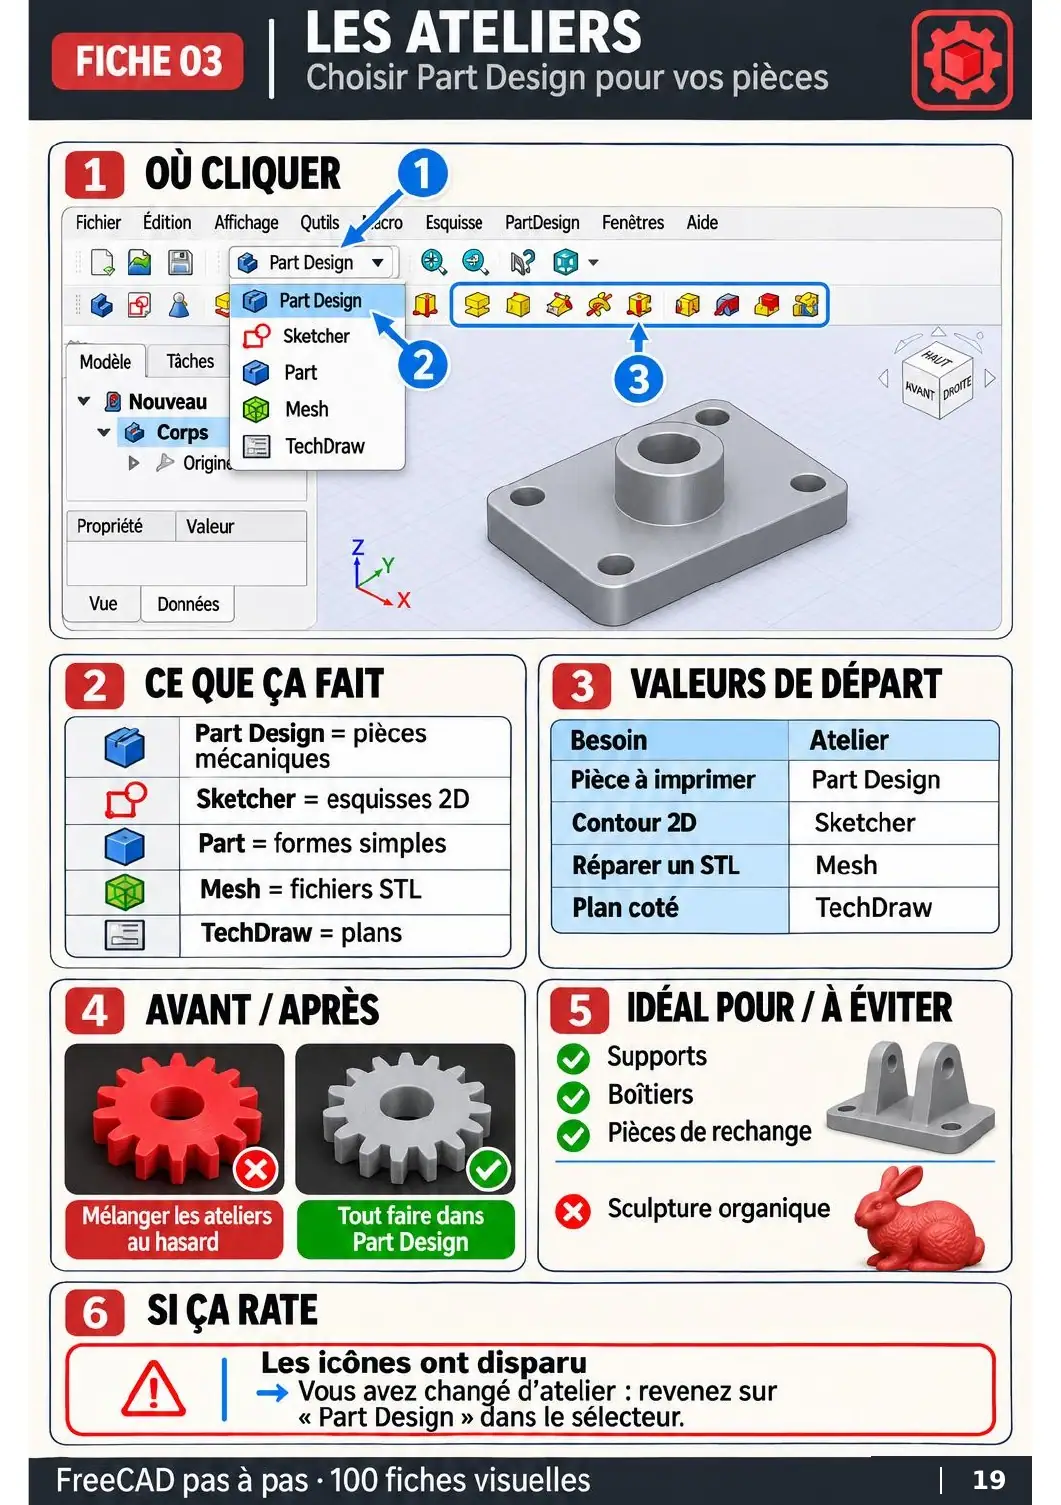 FICHE 03
LES ATELIERS
Choisir Part Design pour vos pièces
1 OÙ CLIQUER
1
Fichier Édition Affichage Outils Macro Esquisse PartDesign Fenêtres Aide
Part Design
Part Design
Sketcher
Part
Mesh
TechDraw
2
3
Modèle Tâches
Nouveau
Corps
Origine
Propriété Valeur
Vue Données
Z
Y
X
HAUT
AVANT
DROITE
2 CE QUE ÇA FAIT
Part Design = pièces
mécaniques
Sketcher = esquisses 2D
Part = formes simples
Mesh = fichiers STL
TechDraw = plans
3 VALEURS DE DÉPART
Besoin Atelier
Pièce à imprimer Part Design
Contour 2D Sketcher
Réparer un STL Mesh
Plan coté TechDraw
4 AVANT / APRÈS
Mélanger les ateliers
au hasard
Tout faire dans
Part Design
5 IDÉAL POUR / À ÉVITER
Supports
Boîtiers
Pièces de rechange
Sculpture organique
6 SI ÇA RATE
Les icônes ont disparu
→ Vous avez changé d'atelier : revenez sur
« Part Design » dans le sélecteur.
FreeCAD pas à pas · 100 fiches visuelles | 19